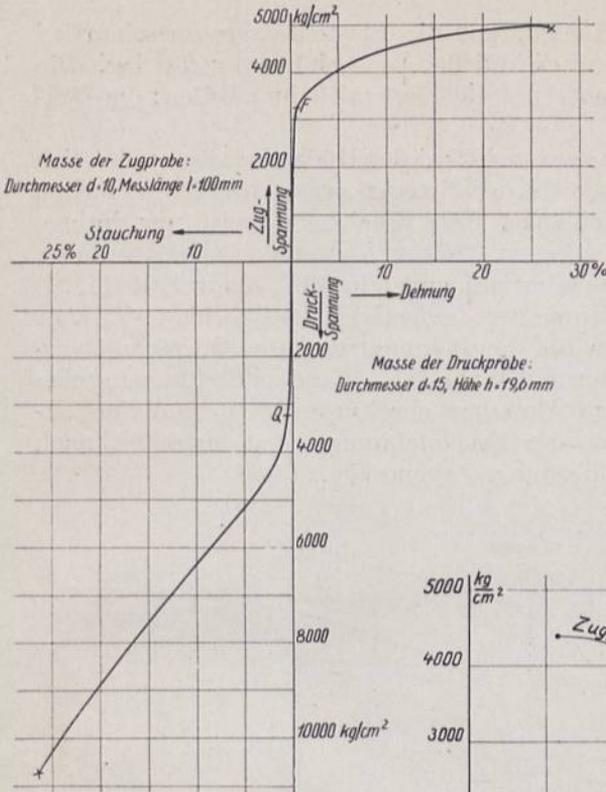 5000 kg/cm²
4000
F
2000
Masse der Zugprobe:
Durchmesser d=10, Messlänge l=100mm
Zug-
Spannung
Stauchung
25% 20 10
10 20 30%
Druck-
Spannung
Dehnung
2000
Masse der Druckprobe:
Durchmesser d=15, Höhe h=19,6mm
Q
4000
6000
8000
10000 kg/cm²
5000 kg/cm²
Zug
4000
3000